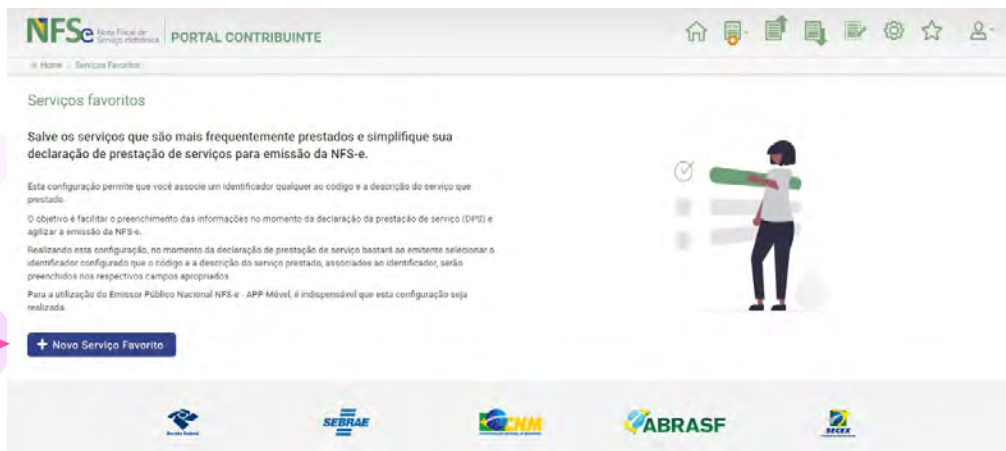 NFSe Nota Fiscal de Serviço eletrônica PORTAL CONTRIBUINTE
Home Serviços Favoritos
Serviços favoritos
Salve os serviços que são mais frequentemente prestados e simplifique sua
declaração de prestação de serviços para emissão da NFS-e.
Esta configuração permite que você associe um identificador qualquer ao código e a descrição do serviço que
prestado.
O objetivo é facilitar o preenchimento das informações no momento da declaração da prestação de serviço (DPS) e
agilizar a emissão da NFS-e.
Realizando esta configuração, no momento da declaração de prestação de serviço bastará ao emitente selecionar o
identificador configurado que o código e a descrição do serviço prestado, associados ao identificador, serão
preenchidos nos respectivos campos apropriados.
Para a utilização do Emissor Público Nacional NFS-e - APP Móvel, é indispensável que esta configuração seja
realizada.
+ Novo Serviço Favorito
Receita Federal SEBRAE CNM ABRASF SECEX